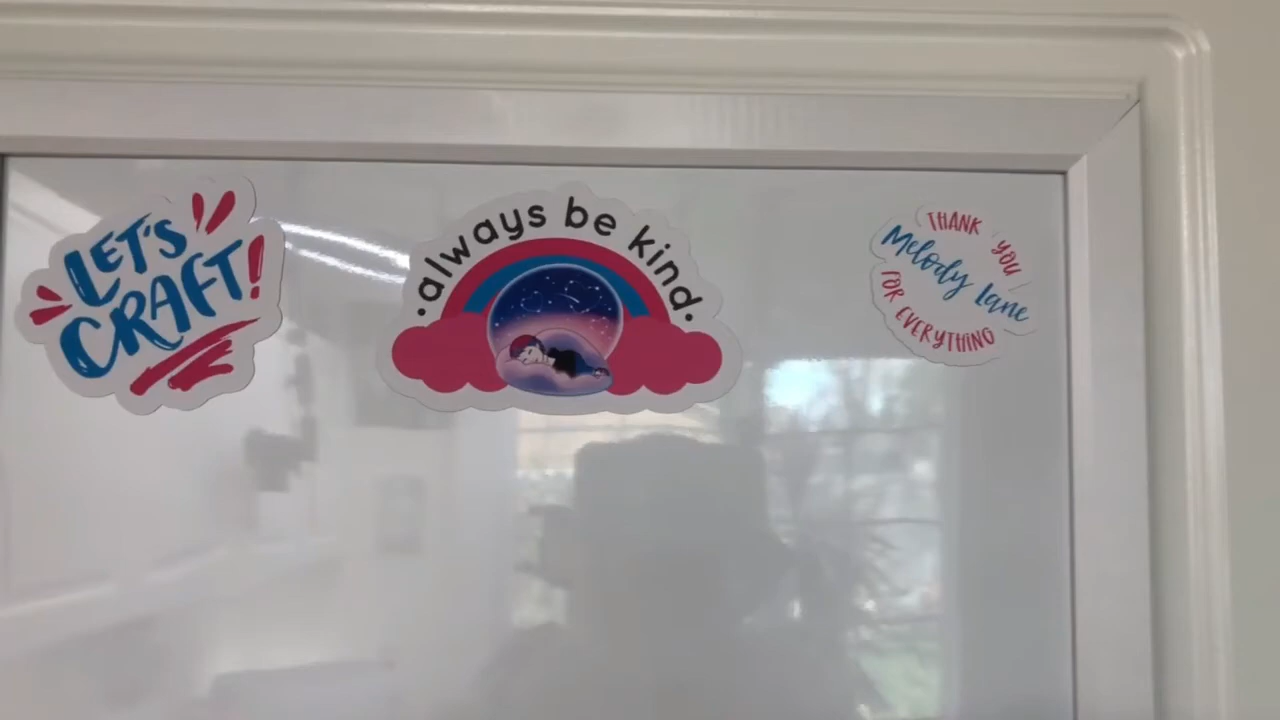 LET'S
CRAFT!
•always be kind•
THANK YOU
Melody Lane
FOR EVERYTHING